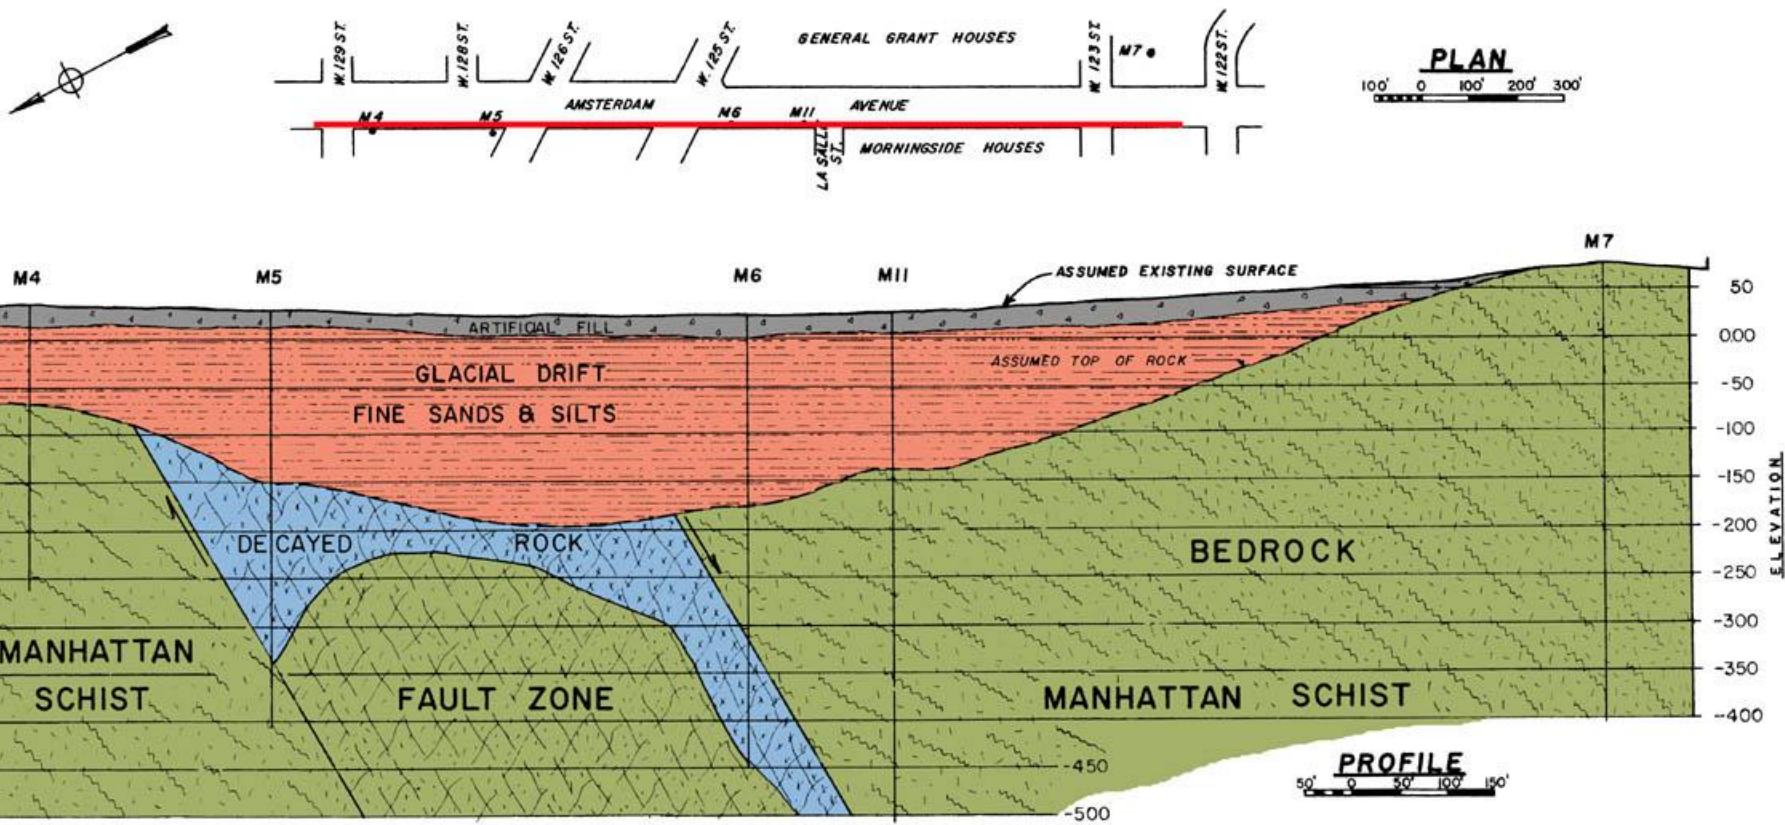 W. 129 ST.
W. 128 ST.
W. 126 ST.
W. 125 ST.
GENERAL GRANT HOUSES
W. 123 ST
M7
W. 122 ST.
PLAN
100' 0 100' 200' 300'
AMSTERDAM AVENUE
M4 M5 M6 M11
LA SALLE ST.
MORNINGSIDE HOUSES
M4 M5 M6 M11 M7
ASSUMED EXISTING SURFACE
ARTIFICAL FILL
GLACIAL DRIFT
FINE SANDS & SILTS
ASSUMED TOP OF ROCK
DECAYED ROCK
BEDROCK
MANHATTAN
SCHIST
FAULT ZONE
MANHATTAN SCHIST
50
000
-50
-100
-150
-200
-250
-300
-350
-400
-450
-500
ELEVATION
PROFILE
50' 0 50' 100' 150'